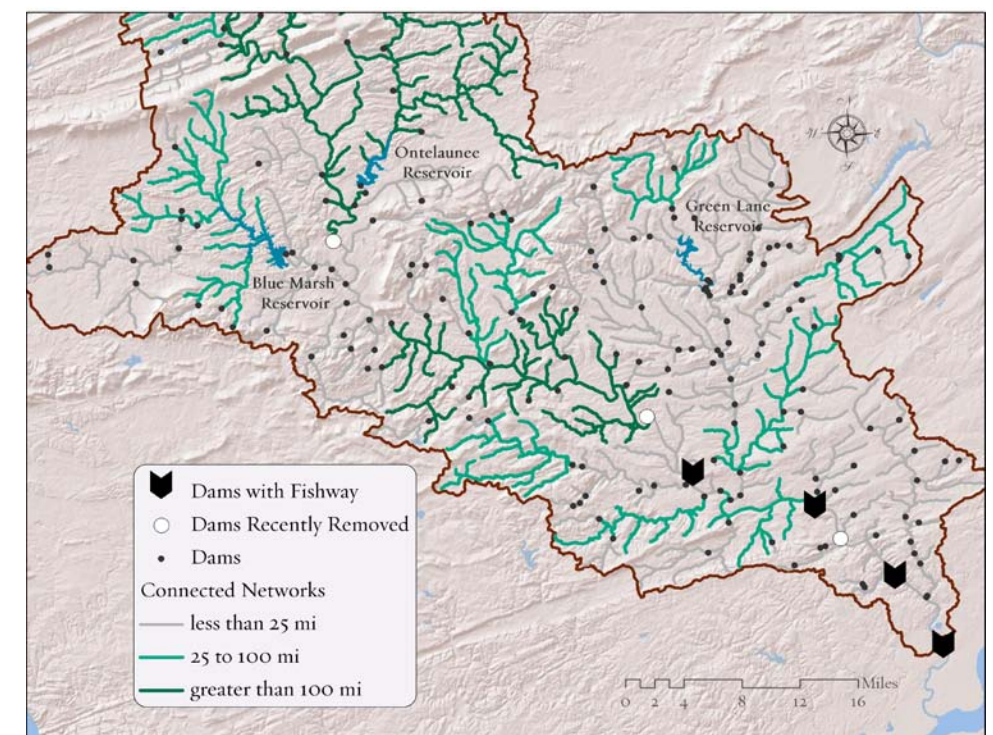 Ontelaunee
Reservoir
Green Lane
Reservoir
Blue Marsh
Reservoir
Dams with Fishway
Dams Recently Removed
Dams
Connected Networks
less than 25 mi
25 to 100 mi
greater than 100 mi
Miles
0 2 4 8 12 16